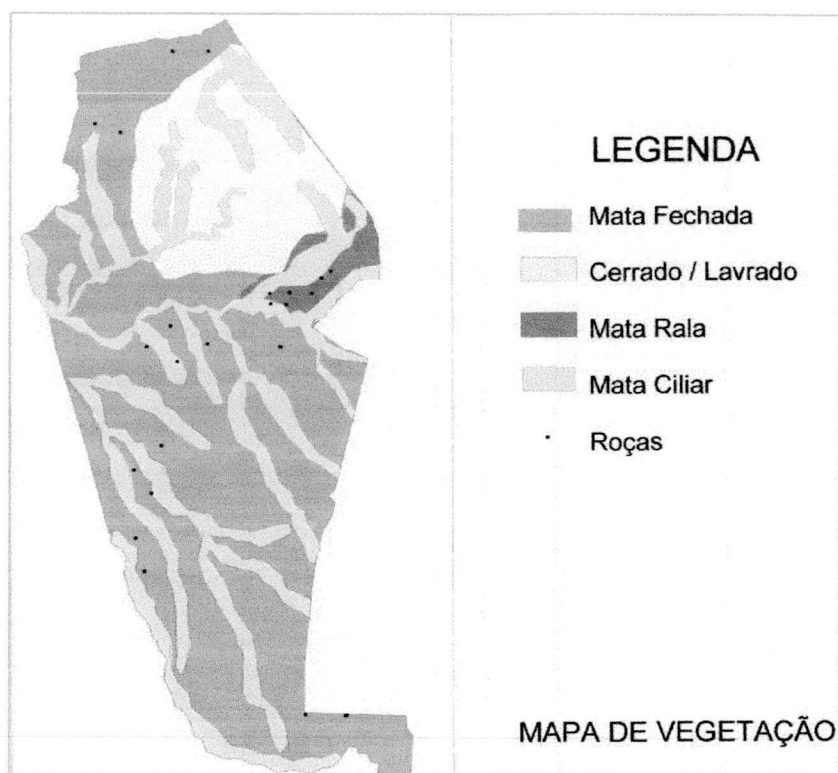 LEGENDA
Mata Fechada
Cerrado / Lavrado
Mata Rala
Mata Ciliar
Roças
MAPA DE VEGETAÇÃO